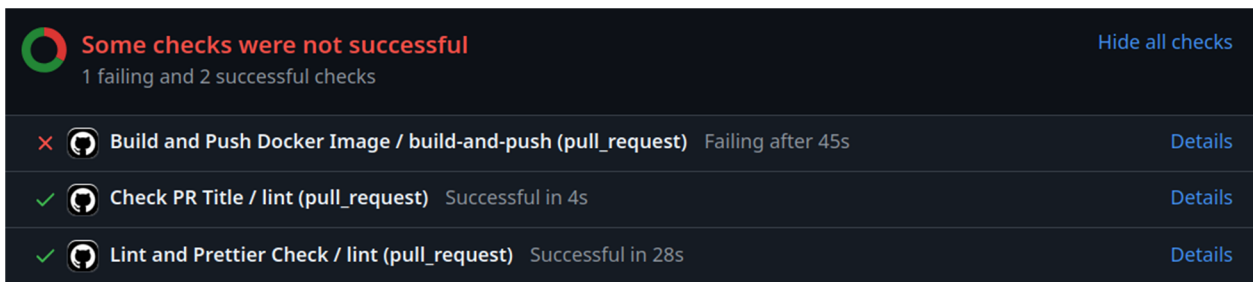 Some checks were not successful
Hide all checks
1 failing and 2 successful checks
Build and Push Docker Image / build-and-push (pull_request) Failing after 45s Details
Check PR Title / lint (pull_request) Successful in 4s Details
Lint and Prettier Check / lint (pull_request) Successful in 28s Details